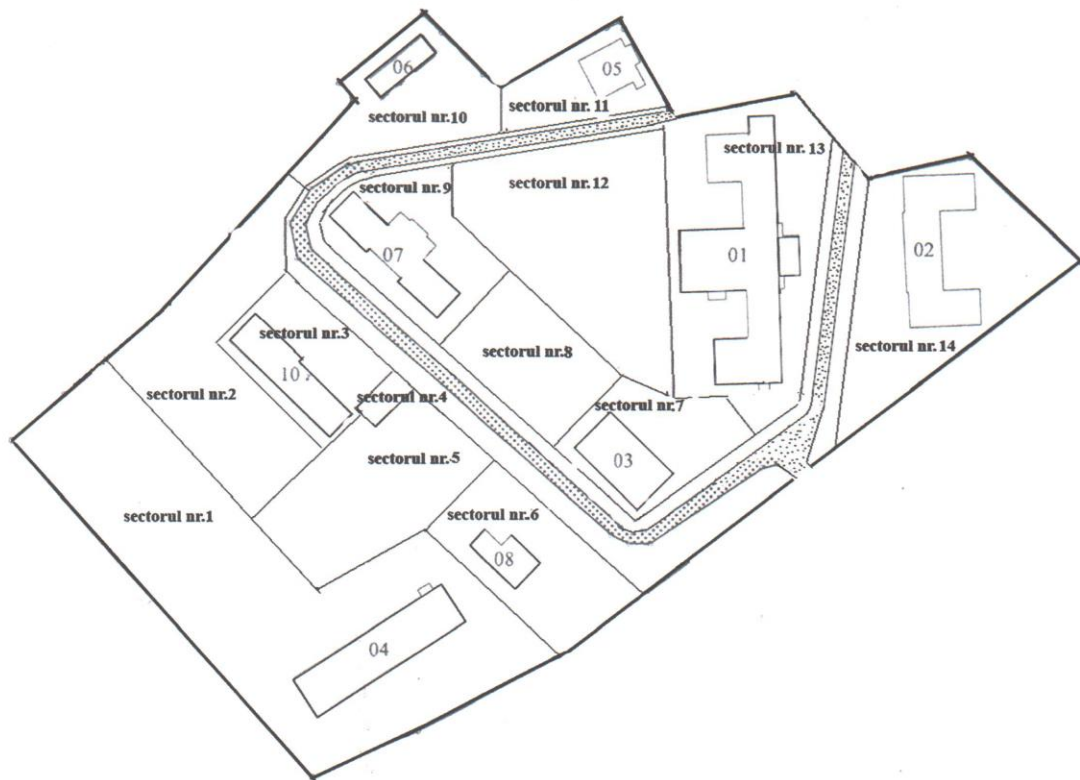 06
05
sectorul nr.10
sectorul nr. 11
sectorul nr. 13
sectorul nr. 9
sectorul nr.12
07
01
02
sectorul nr.3
sectorul nr.8
sectorul nr. 14
10
sectorul nr.2
sectorul nr.4
sectorul nr.7
sectorul nr.5
03
sectorul nr.1
sectorul nr.6
08
04